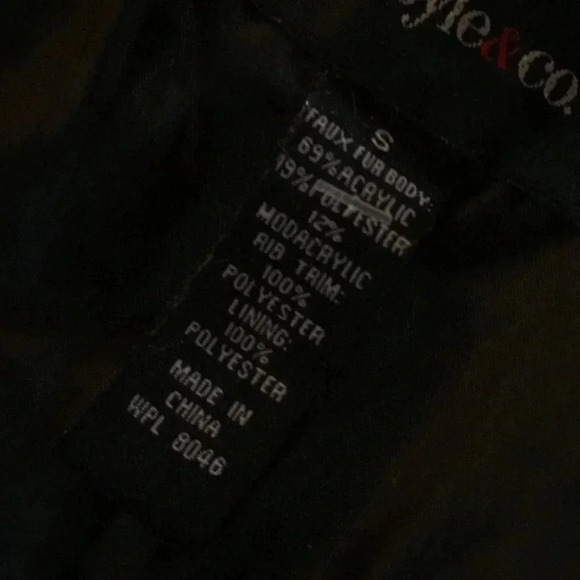 yle&co.
S
FAUX FUR BODY:
69% ACRYLIC
19% POLYESTER
12%
MODACRYLIC
RIB TRIM:
100%
POLYESTER
LINING:
100%
POLYESTER
MADE IN
CHINA
WPL 8046